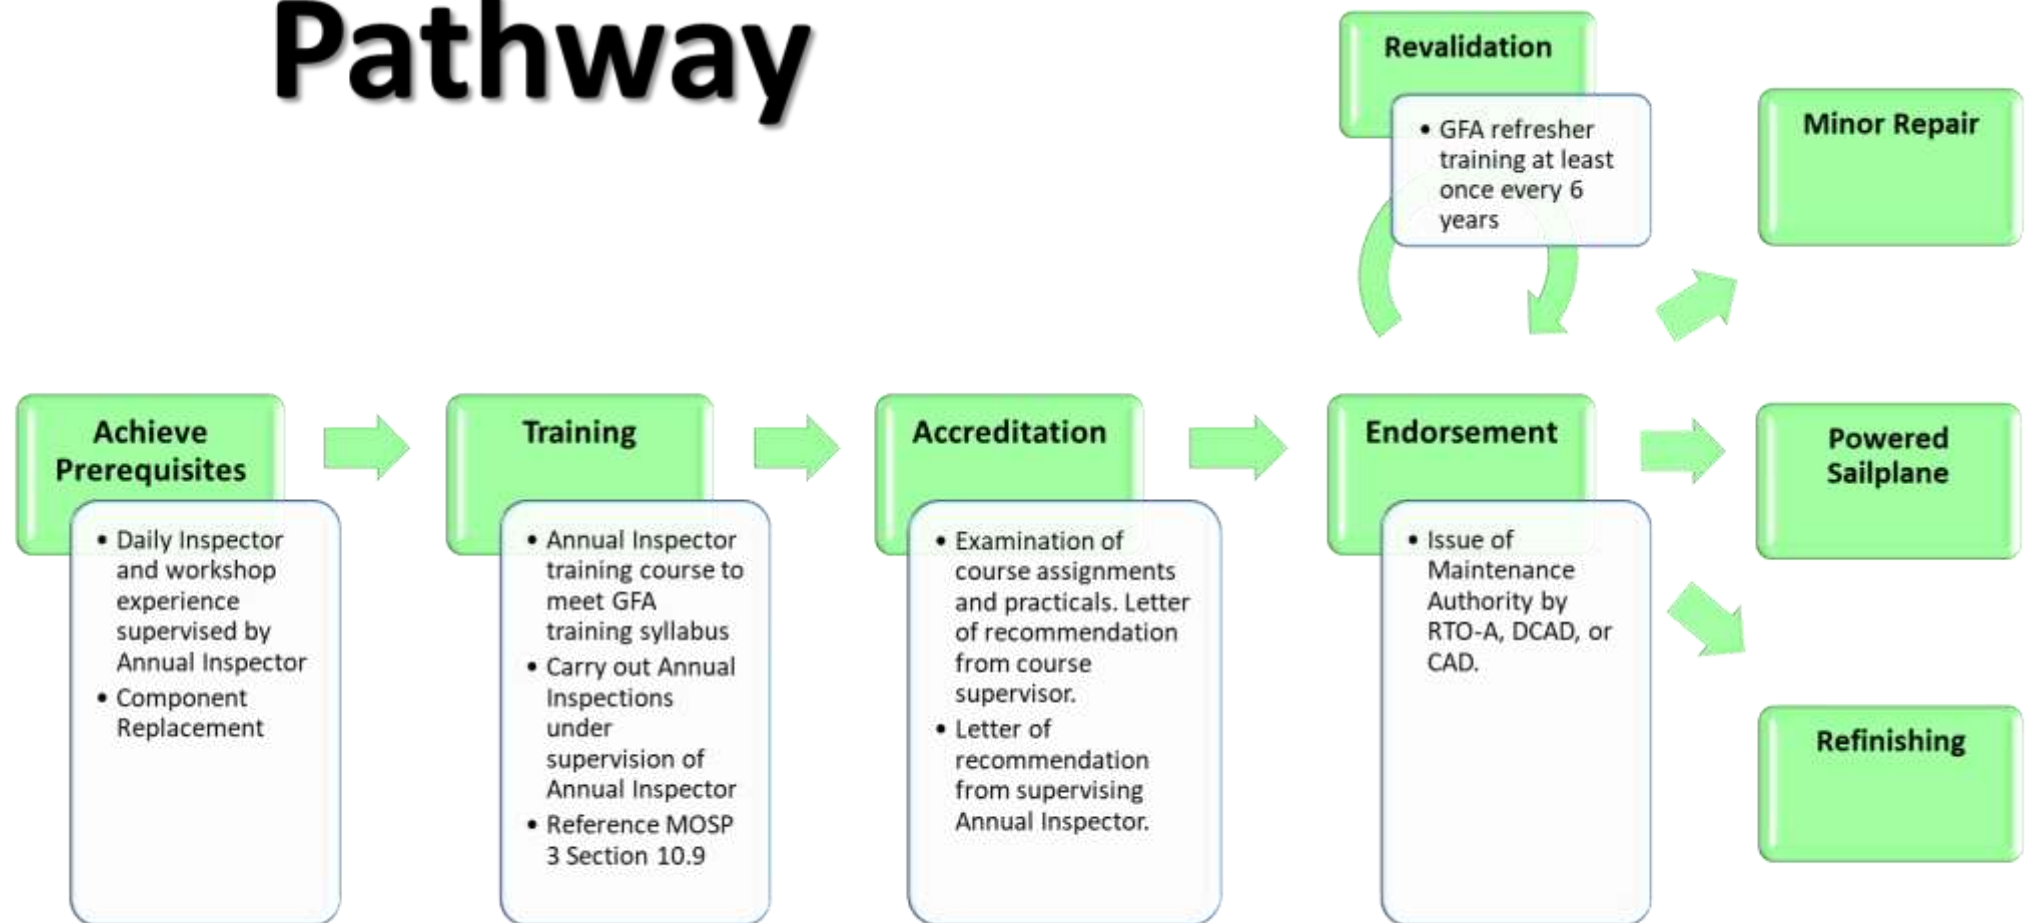 Pathway
Revalidation
• GFA refresher
training at least
once every 6
years
Minor Repair
Achieve
Prerequisites
• Daily Inspector
and workshop
experience
supervised by
Annual Inspector
• Component
Replacement
Training
• Annual Inspector
training course to
meet GFA
training syllabus
• Carry out Annual
Inspections
under
supervision of
Annual Inspector
• Reference MOSP
3 Section 10.9
Accreditation
• Examination of
course assignments
and practicals. Letter
of recommendation
from course
supervisor.
• Letter of
recommendation
from supervising
Annual Inspector.
Endorsement
• Issue of
Maintenance
Authority by
RTO-A, DCAD, or
CAD.
Powered
Sailplane
Refinishing